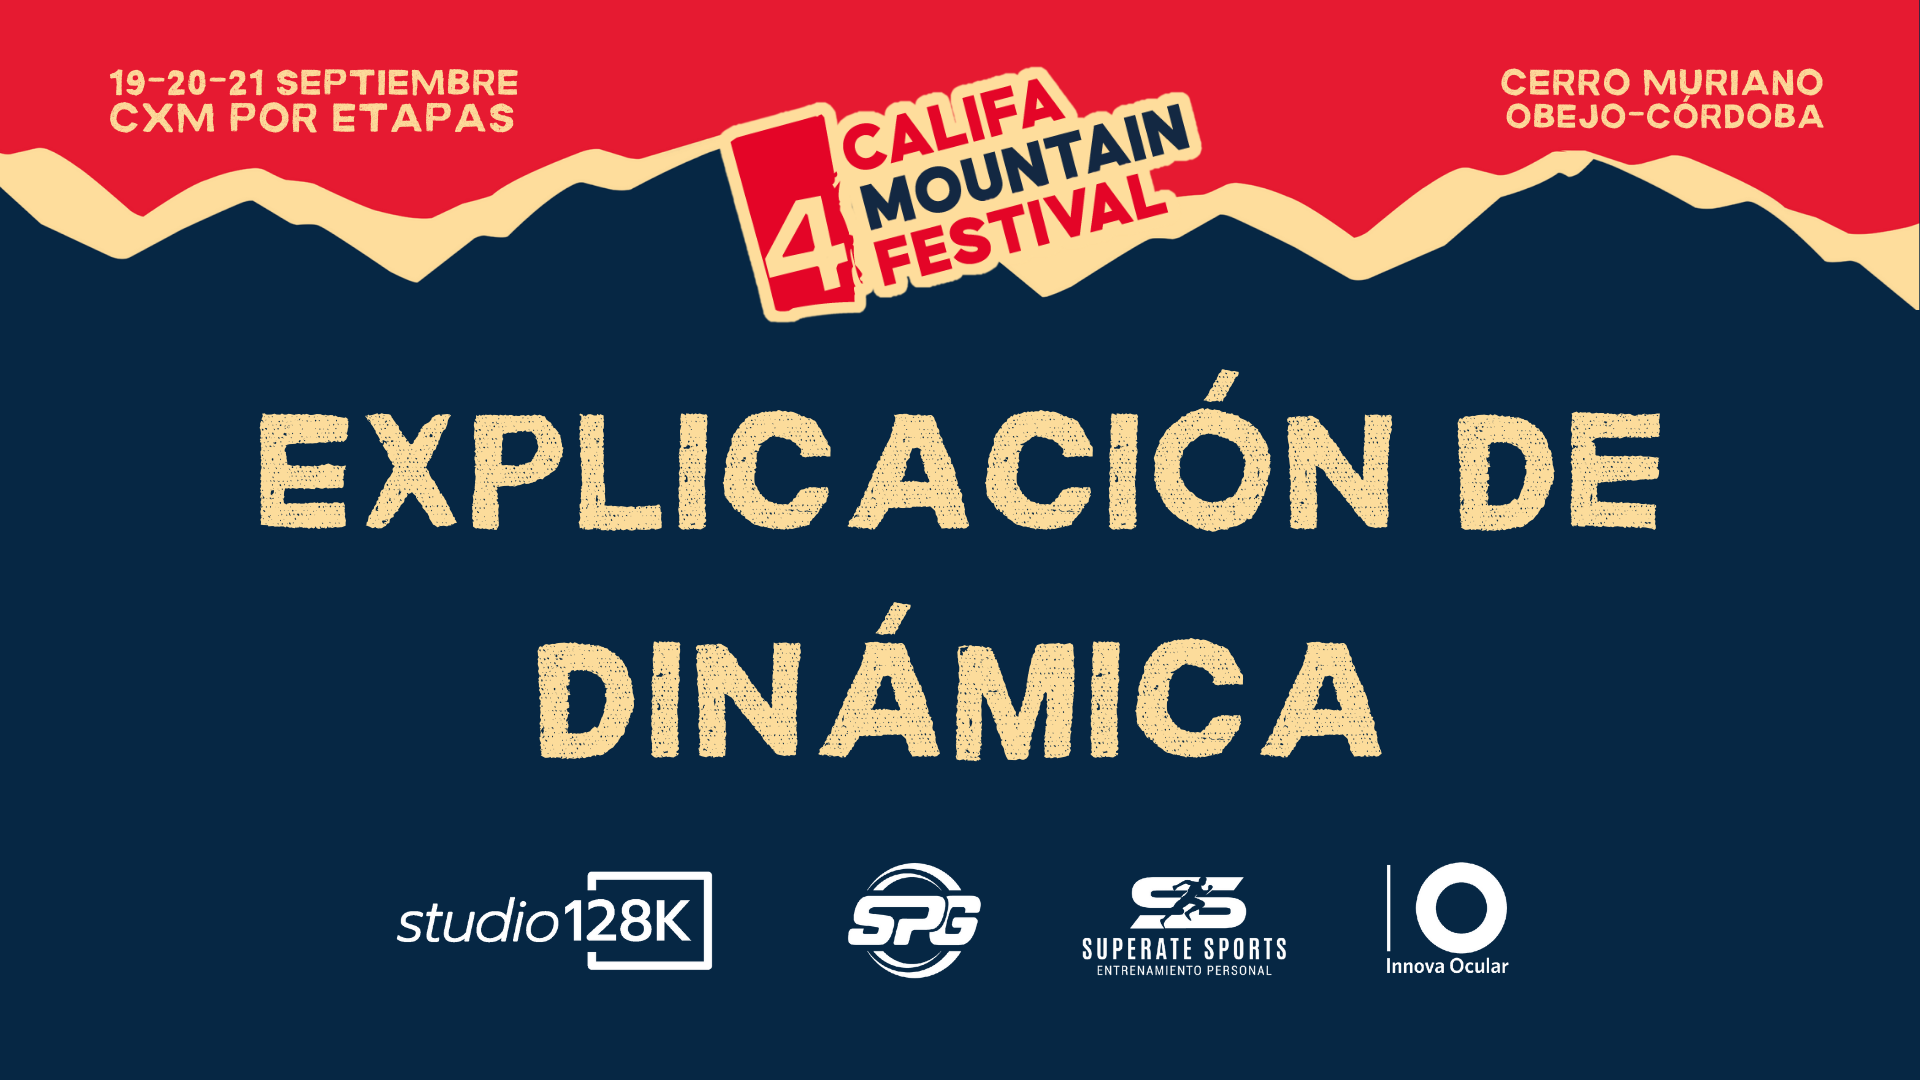 19-20-21 SEPTIEMBRE
CXM POR ETAPAS
4
CALIFA
MOUNTAIN
FESTIVAL
CERRO MURIANO
OBEJO-CÓRDOBA
EXPLICACIÓN DE
DINÁMICA
studio128K
SPG
SS
SUPERATE SPORTS
ENTRENAMIENTO PERSONAL
Innova Ocular